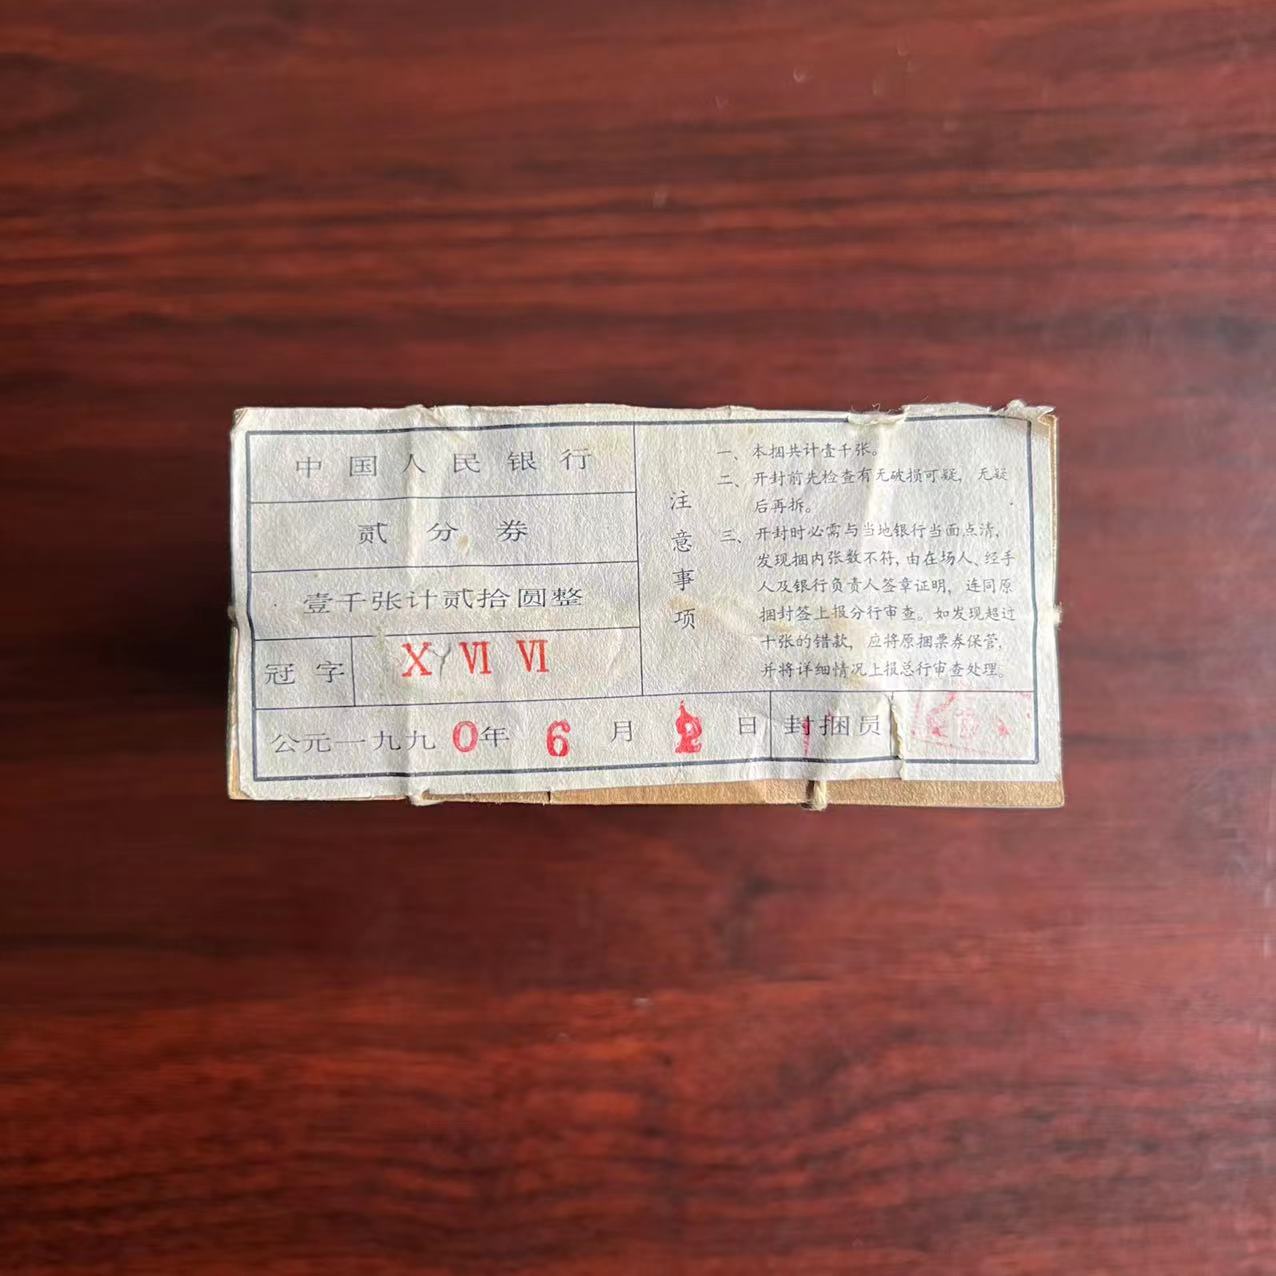 中国人民银行
贰分券
壹千张计贰拾圆整
冠字 X VI VI
公元一九九0年 6 月 日 封捆员
注意事项
一、本捆共计壹千张。
二、开封前先检查有无破损可疑，无疑
后再拆。
三、开封时必需与当地银行当面点清，
发现捆内张数不符，由在场人、经手
人及银行负责人签章证明，连同原
捆封签上报分行审查。如发现超过
十张的错款，应将原捆票券保管，
并将详细情况上报总行审查处理。